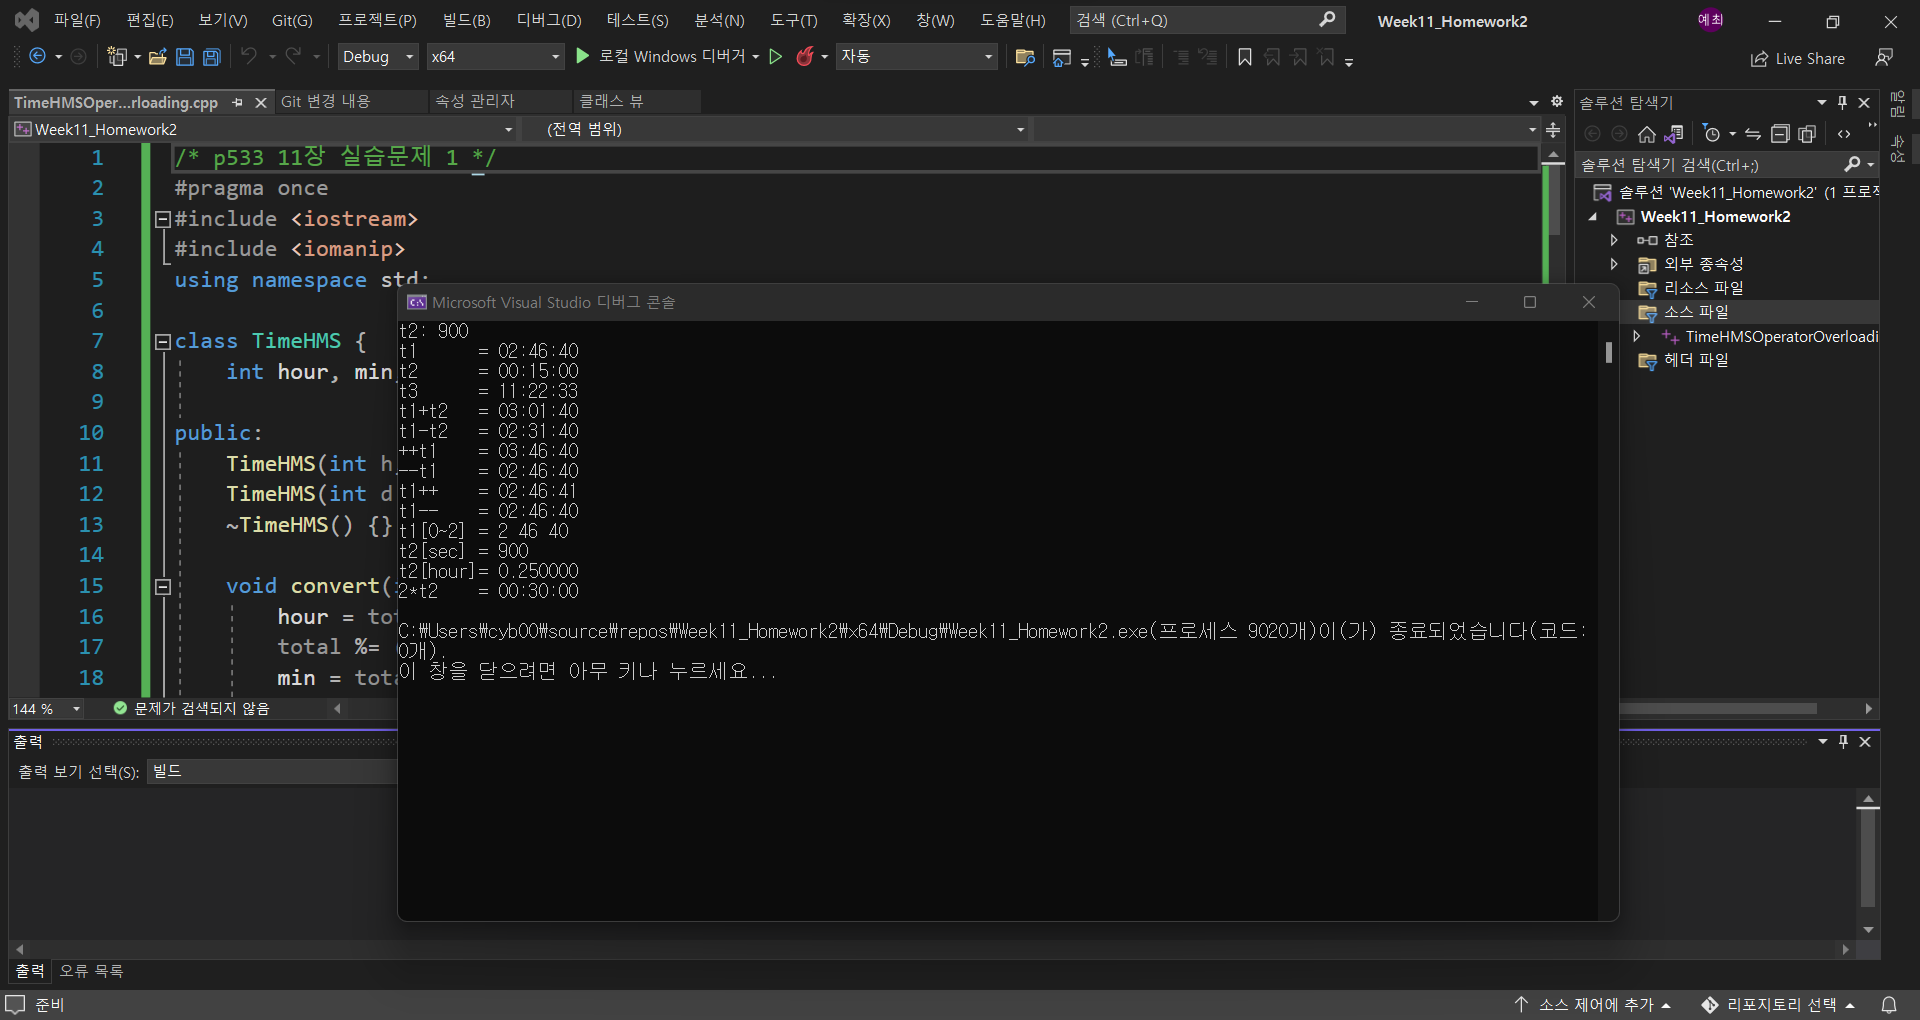 파일(F) 편집(E) 보기(V) Git(G) 프로젝트(P) 빌드(B) 디버그(D) 테스트(S) 분석(N) 도구(T) 확장(X) 창(W) 도움말(H) 검색 (Ctrl+Q) Week11_Homework2 예최
Debug x64 로컬 Windows 디버거 자동 Live Share
TimeHMSOper...rloading.cpp Git 변경 내용 속성 관리자 클래스 뷰
Week11_Homework2 (전역 범위)
1 /* p533 11장 실습문제 1 */
2 #pragma once
3 #include <iostream>
4 #include <iomanip>
5 using namespace std;
6
7 class TimeHMS {
8 int hour, min
9
10 public:
11 TimeHMS(int h
12 TimeHMS(int d
13 ~TimeHMS() {}
14
15 void convert(
16 hour = tot
17 total %=
18 min = tota
144 % 문제가 검색되지 않음
Microsoft Visual Studio 디버그 콘솔
t2: 900
t1 = 02:46:40
t2 = 00:15:00
t3 = 11:22:33
t1+t2 = 03:01:40
t1-t2 = 02:31:40
++t1 = 03:46:40
--t1 = 02:46:40
t1++ = 02:46:41
t1-- = 02:46:40
t1[0~2] = 2 46 40
t2[sec] = 900
t2[hour]= 0.250000
2*t2 = 00:30:00
C:₩Users₩cyb00₩source₩repos₩Week11_Homework2₩x64₩Debug₩Week11_Homework2.exe(프로세스 9020개)이(가) 종료되었습니다(코드:
0개).
이 창을 닫으려면 아무 키나 누르세요...
솔루션 탐색기
솔루션 탐색기 검색(Ctrl+;)
솔루션 'Week11_Homework2' (1 프로젝
Week11_Homework2
참조
외부 종속성
리소스 파일
소스 파일
TimeHMSOperatorOverloadi
헤더 파일
알림
속성
출력
출력 보기 선택(S): 빌드
출력 오류 목록
준비 소스 제어에 추가 리포지토리 선택